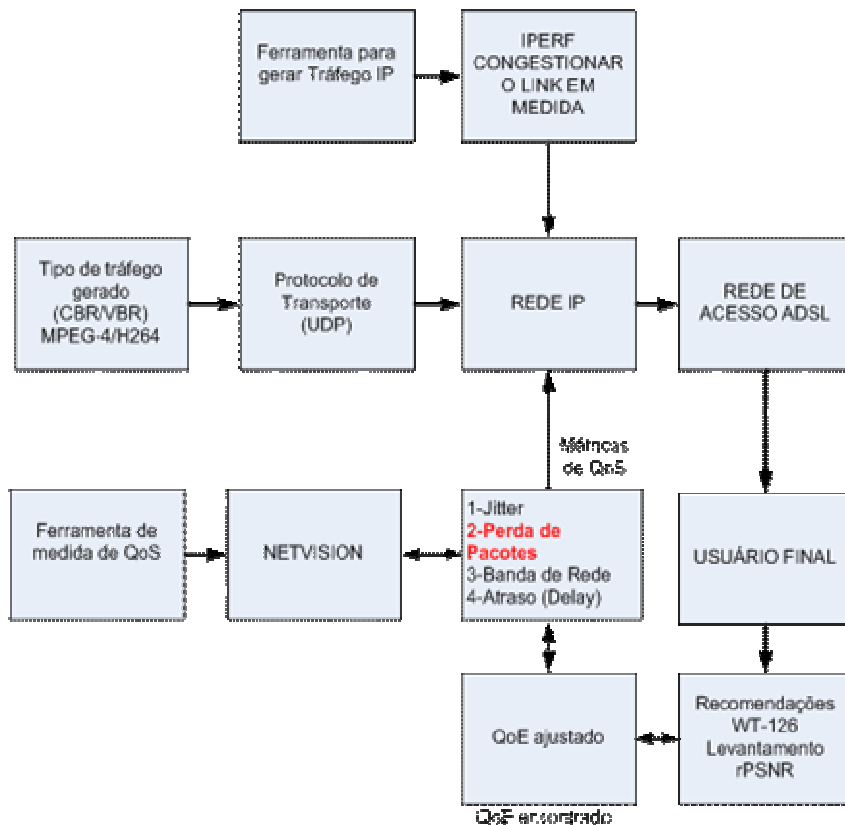 Ferramenta para
gerar Tráfego IP
IPERF
CONGESTIONAR
O LINK EM
MEDIDA
Tipo de tráfego
gerado
(CBR/VBR)
MPEG-4/H264
Protocolo de
Transporte
(UDP)
REDE IP
REDE DE
ACESSO ADSL
Métricas
de QoS
Ferramenta de
medida de QoS
NETVISION
1-Jitter
2-Perda de
Pacotes
3-Banda de Rede
4-Atraso (Delay)
USUÁRIO FINAL
QoE ajustado
Recomendações
WT-126
Levantamento
rPSNR
QoE encontrado